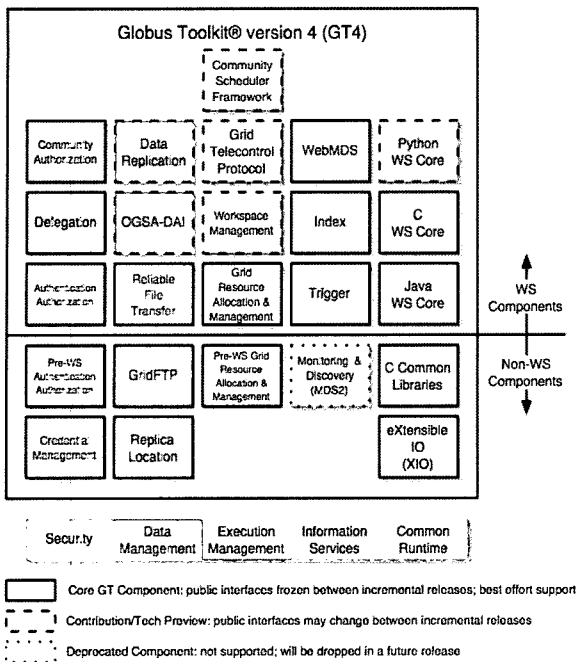 Globus Toolkit® version 4 (GT4)
Community
Scheduler
Framework
Community
Authorization
Data
Replication
Grid
Telecontrol
Protocol
WebMDS
Python
WS Core
Delegation
OGSA-DAI
Workspace
Management
Index
C
WS Core
Authentication
Authorization
Reliable
File
Transfer
Grid
Resource
Allocation &
Management
Trigger
Java
WS Core
WS
Components
Pre-WS
Authentication
Authorization
GridFTP
Pre-WS Grid
Resource
Allocation &
Management
Monitoring &
Discovery
(MDS2)
C Common
Libraries
Non-WS
Components
Credential
Management
Replica
Location
eXtensible
IO
(XIO)
Security
Data
Management
Execution
Management
Information
Services
Common
Runtime
Core GT Component: public interfaces frozen between incremental releases; best effort support
Contribution/Tech Preview: public interfaces may change between incremental releases
Deprecated Component: not supported; will be dropped in a future release